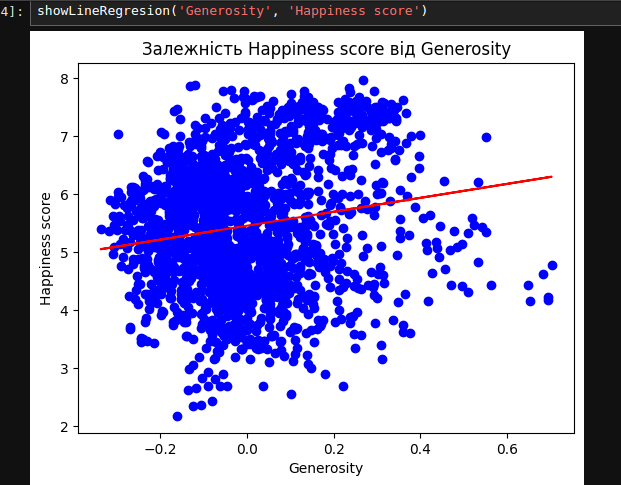 4]: showLineRegresion('Generosity', 'Happiness score')
Залежність Happiness score від Generosity
8
7
6
5
4
3
2
Happiness score
−0.2 0.0 0.2 0.4 0.6
Generosity